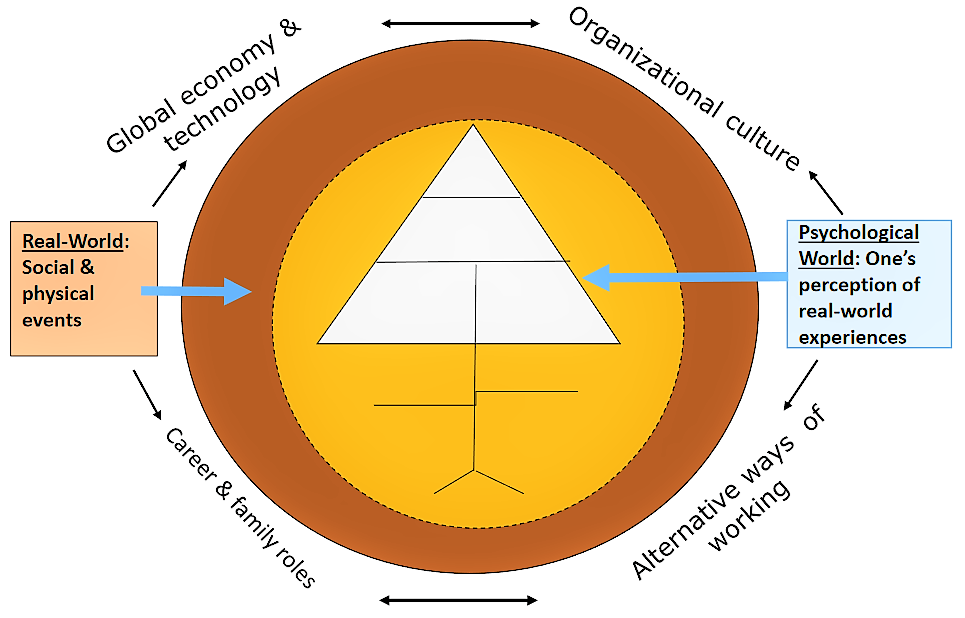 Global economy &
technology
Organizational culture
Real-World:
Social &
physical
events
Psychological
World: One's
perception of
real-world
experiences
Career & family roles
Alternative ways of
working